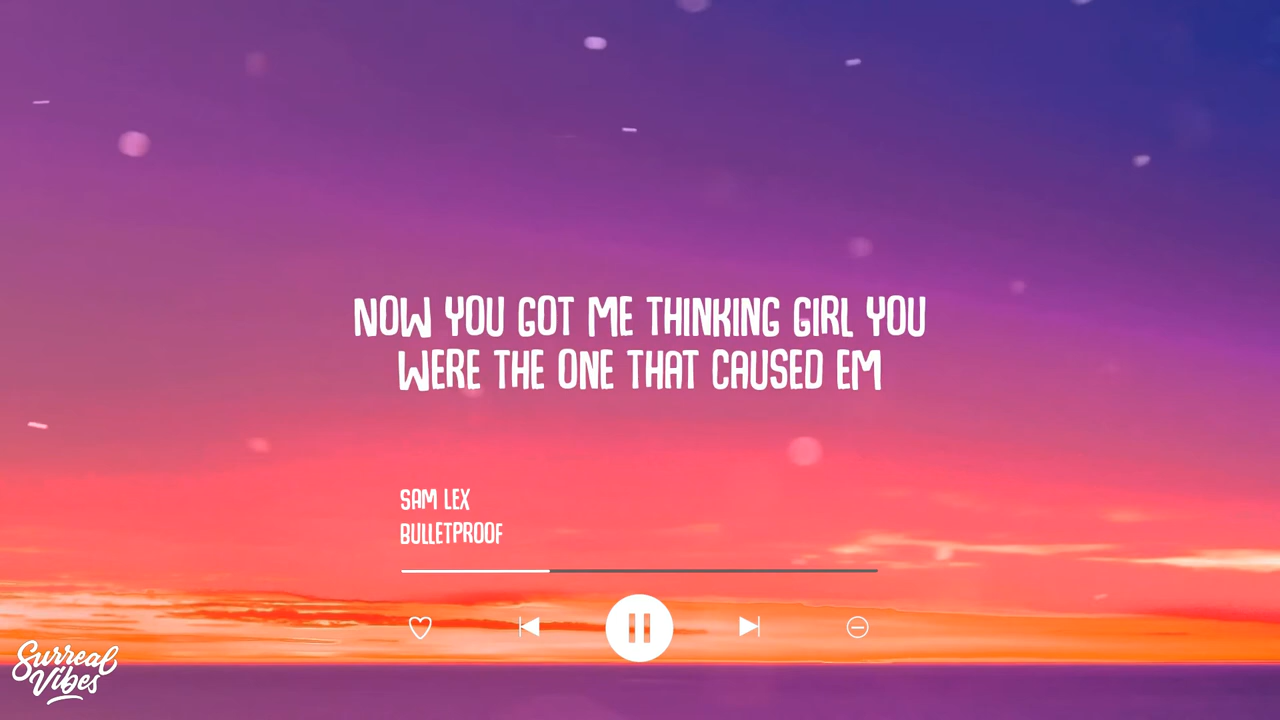 NOW YOU GOT ME THINKING GIRL YOU
WERE THE ONE THAT CAUSED EM
SAM LEX
BULLETPROOF
Surreal
Vibes